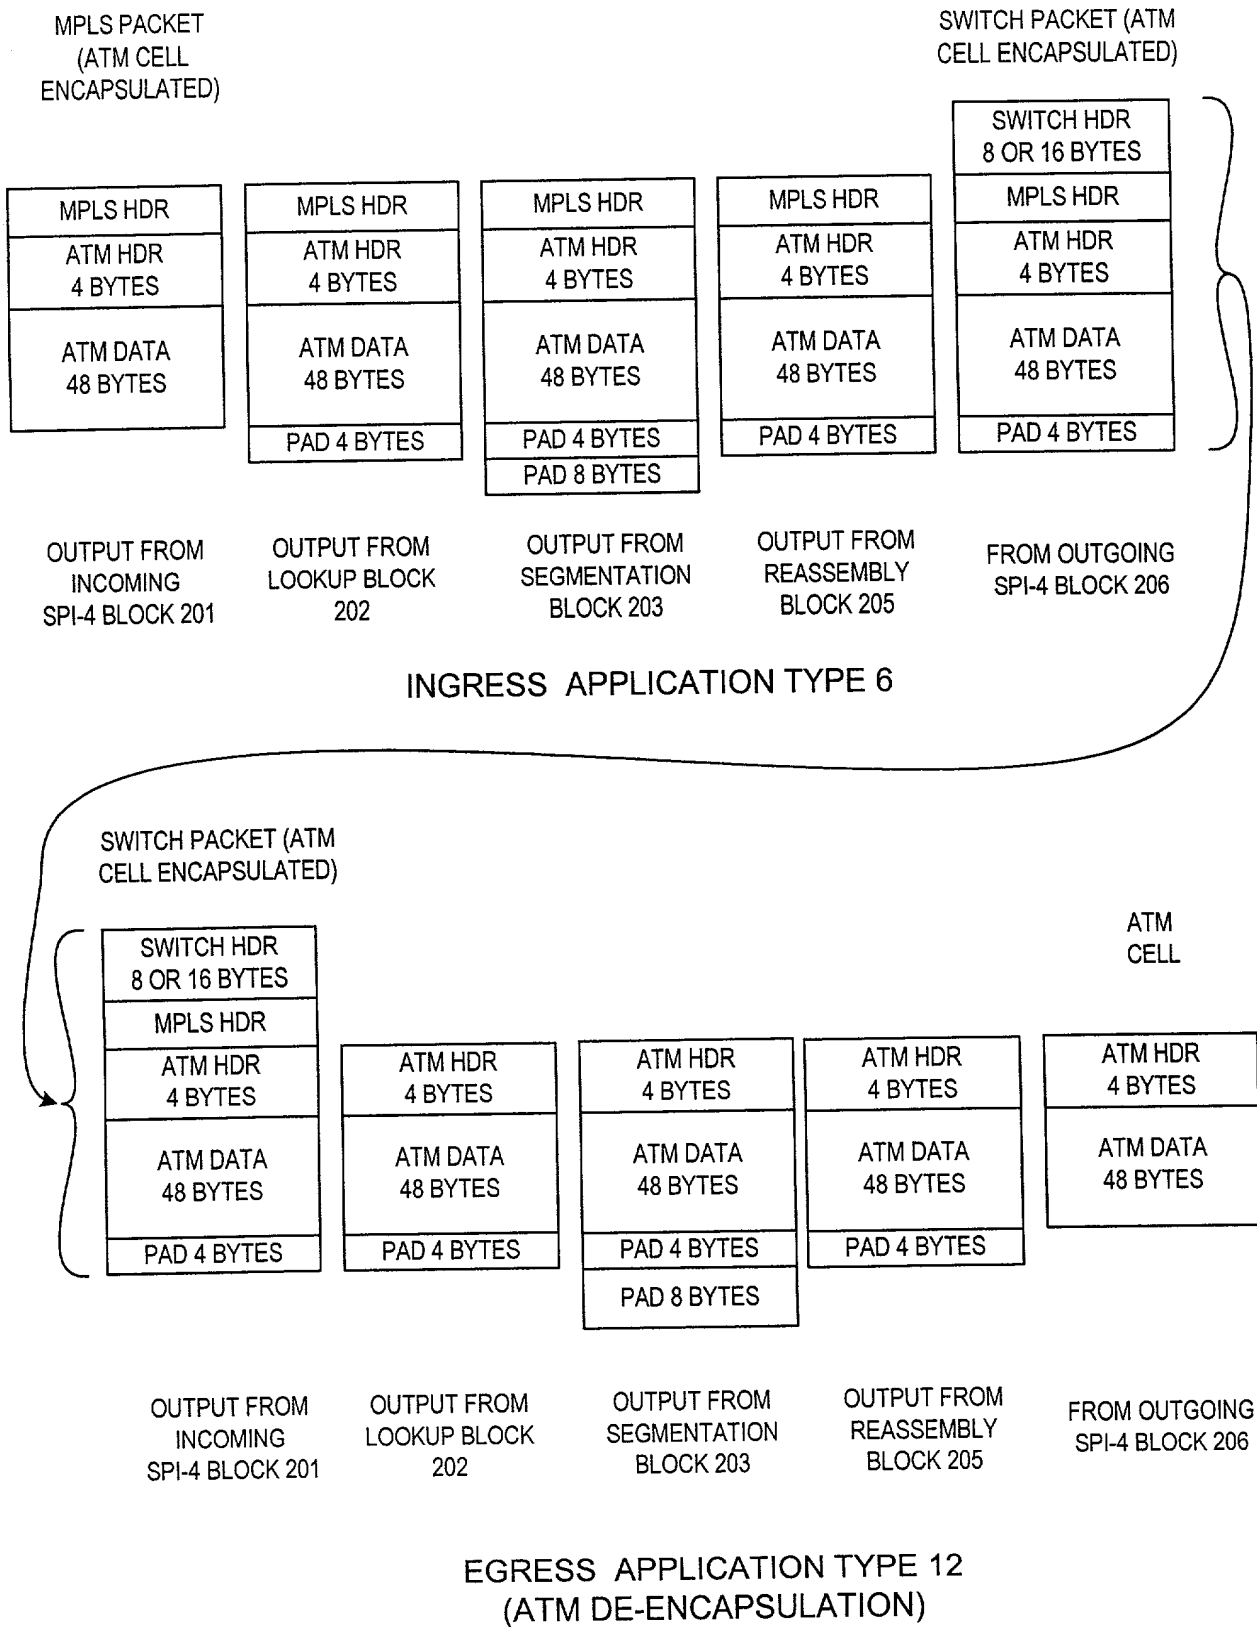 MPLS PACKET
(ATM CELL
ENCAPSULATED)
SWITCH PACKET (ATM
CELL ENCAPSULATED)
MPLS HDR
ATM HDR
4 BYTES
ATM DATA
48 BYTES
MPLS HDR
ATM HDR
4 BYTES
ATM DATA
48 BYTES
PAD 4 BYTES
MPLS HDR
ATM HDR
4 BYTES
ATM DATA
48 BYTES
PAD 4 BYTES
PAD 8 BYTES
MPLS HDR
ATM HDR
4 BYTES
ATM DATA
48 BYTES
PAD 4 BYTES
SWITCH HDR
8 OR 16 BYTES
MPLS HDR
ATM HDR
4 BYTES
ATM DATA
48 BYTES
PAD 4 BYTES
OUTPUT FROM
INCOMING
SPI-4 BLOCK 201
OUTPUT FROM
LOOKUP BLOCK
202
OUTPUT FROM
SEGMENTATION
BLOCK 203
OUTPUT FROM
REASSEMBLY
BLOCK 205
FROM OUTGOING
SPI-4 BLOCK 206
INGRESS APPLICATION TYPE 6
SWITCH PACKET (ATM
CELL ENCAPSULATED)
ATM
CELL
SWITCH HDR
8 OR 16 BYTES
MPLS HDR
ATM HDR
4 BYTES
ATM DATA
48 BYTES
PAD 4 BYTES
ATM HDR
4 BYTES
ATM DATA
48 BYTES
PAD 4 BYTES
ATM HDR
4 BYTES
ATM DATA
48 BYTES
PAD 4 BYTES
PAD 8 BYTES
ATM HDR
4 BYTES
ATM DATA
48 BYTES
PAD 4 BYTES
ATM HDR
4 BYTES
ATM DATA
48 BYTES
OUTPUT FROM
INCOMING
SPI-4 BLOCK 201
OUTPUT FROM
LOOKUP BLOCK
202
OUTPUT FROM
SEGMENTATION
BLOCK 203
OUTPUT FROM
REASSEMBLY
BLOCK 205
FROM OUTGOING
SPI-4 BLOCK 206
EGRESS APPLICATION TYPE 12
(ATM DE-ENCAPSULATION)